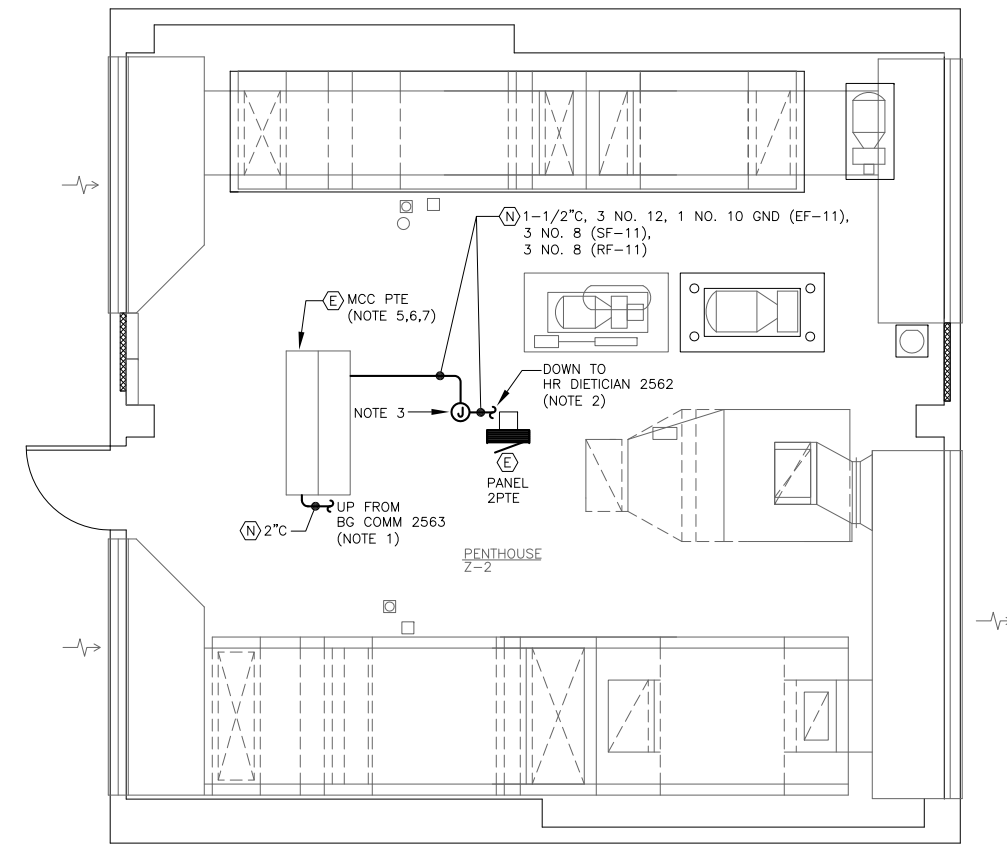 N 1-1/2"C, 3 NO. 12, 1 NO. 10 GND (EF-11),
3 NO. 8 (SF-11),
3 NO. 8 (RF-11)
E MCC PTE
(NOTE 5,6,7)
DOWN TO
HR DIETICIAN 2562
(NOTE 2)
NOTE 3
J
E
PANEL
2PTE
N 2"C
UP FROM
BG COMM 2563
(NOTE 1)
PENTHOUSE
Z-2